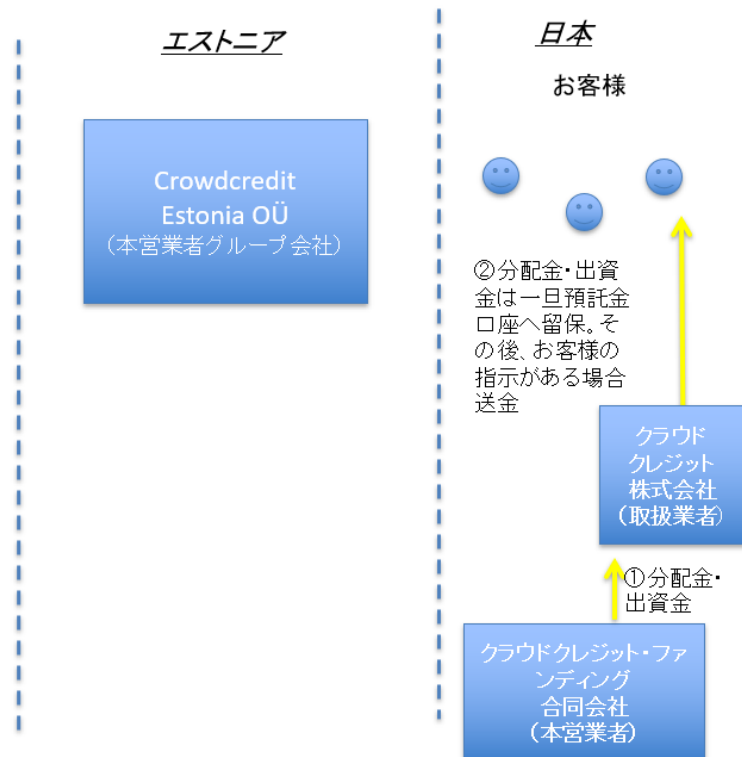 エストニア
日本
お客様
Crowdcredit
Estonia OÜ
（本営業者グループ会社）
②分配金・出資
金は一旦預託金
口座へ留保。そ
の後、お客様の
指示がある場合
送金
クラウド
クレジット
株式会社
（取扱業者）
①分配金・
出資金
クラウドクレジット・ファ
ンディング
合同会社
（本営業者）